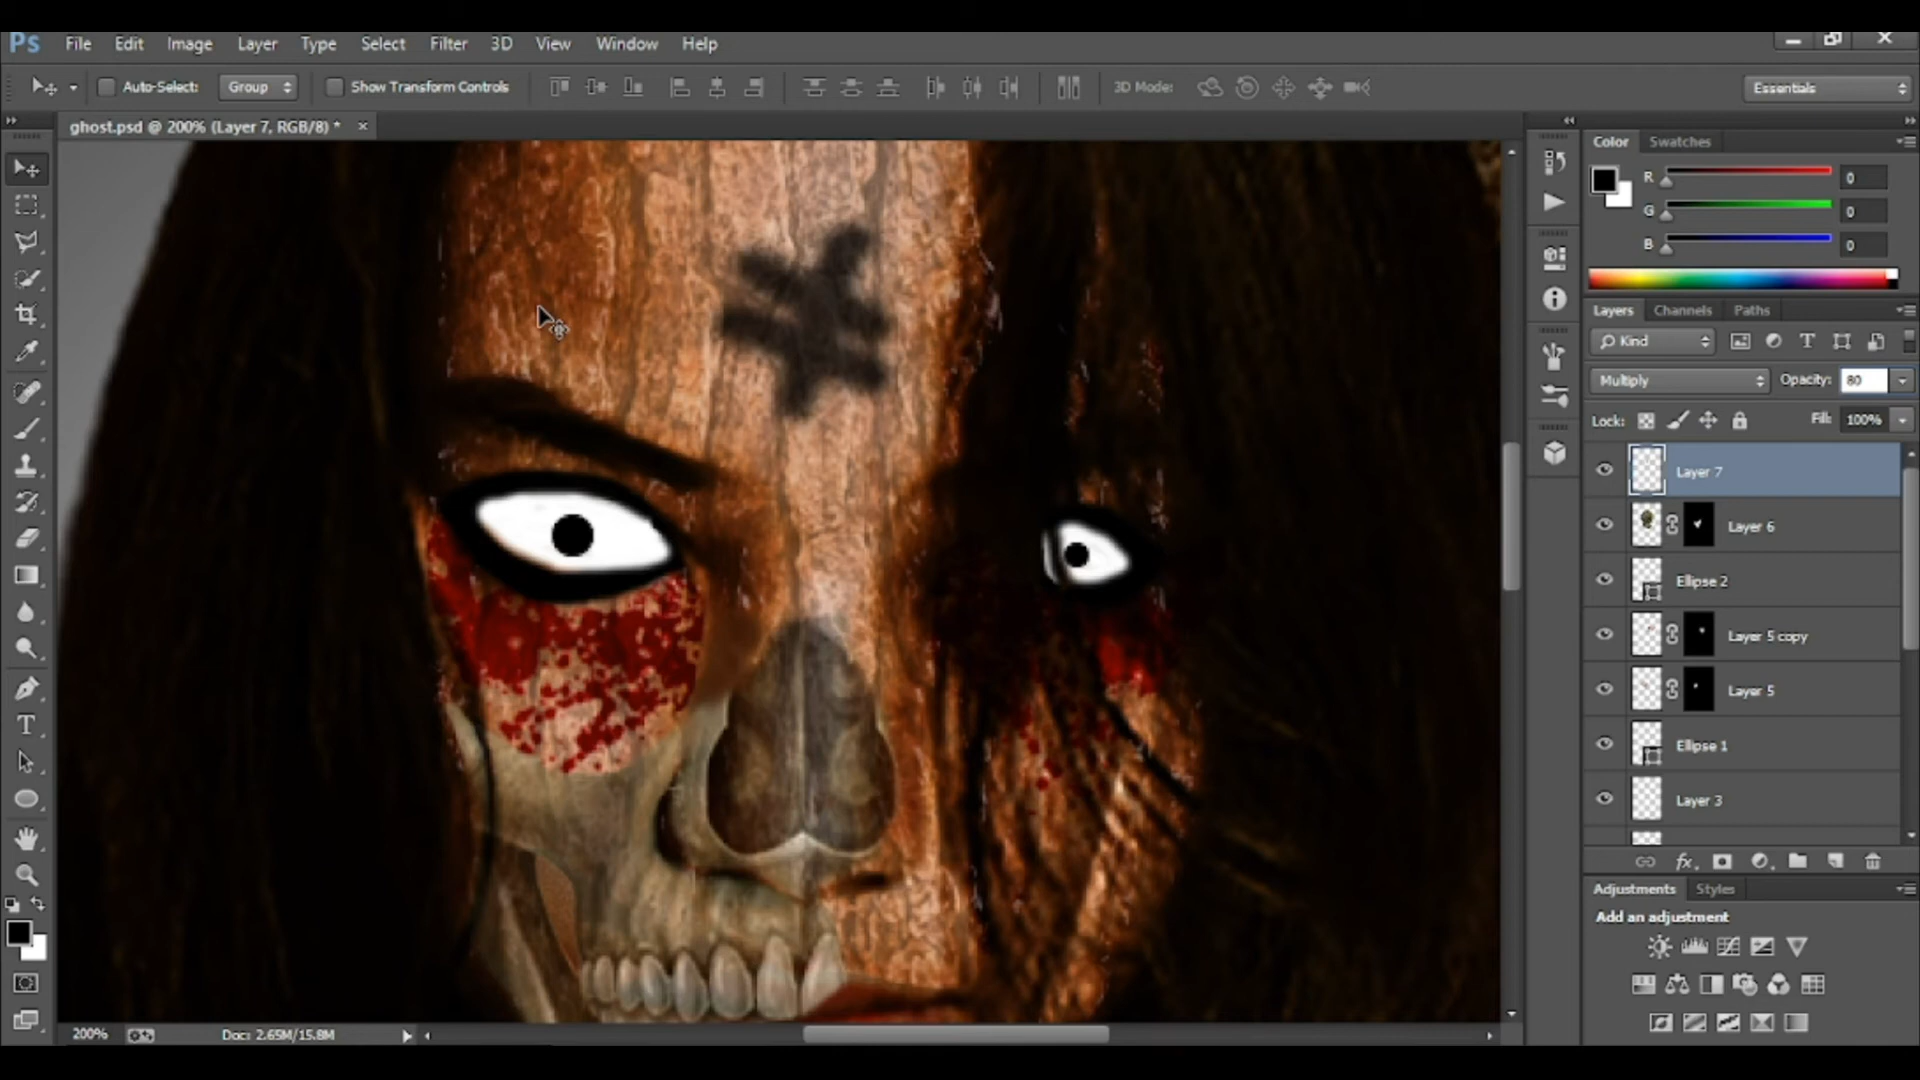 Ps File Edit Image Layer Type Select Filter 3D View Window Help
Auto-Select: Group Show Transform Controls 3D Mode: Essentials
ghost.psd @ 200% (Layer 7, RGB/8) *
Color Swatches
R 0
G 0
B 0
Layers Channels Paths
Kind
Multiply Opacity: 80
Lock: Fill: 100%
Layer 7
Layer 6
Ellipse 2
Layer 5 copy
Layer 5
Ellipse 1
Layer 3
fx
Adjustments Styles
Add an adjustment
200% Doc: 2.65M/15.8M